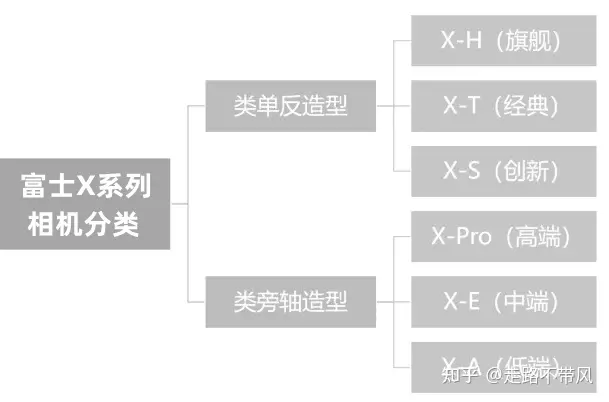 富士X系列
相机分类
类单反造型
X-H（旗舰）
X-T（经典）
X-S（创新）
类旁轴造型
X-Pro（高端）
X-E（中端）
X-A（低端）
知乎 @走路不带风